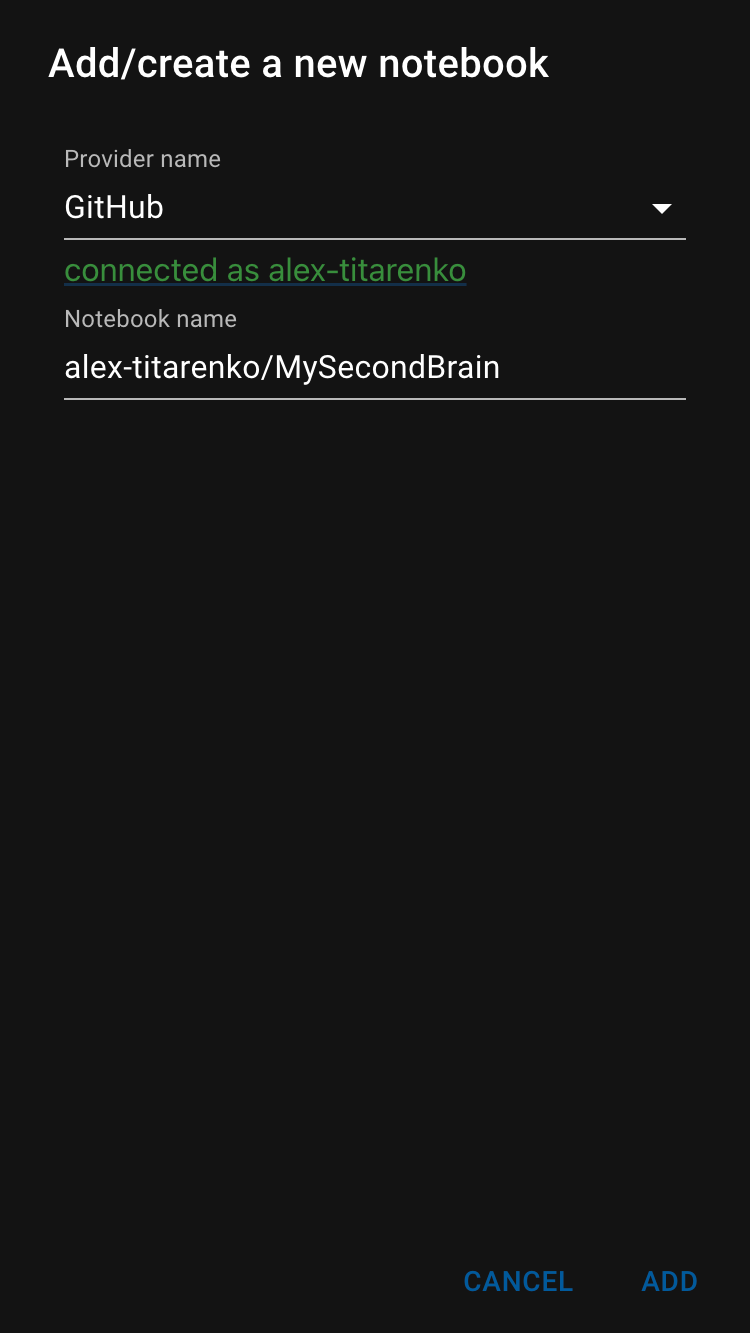 Add/create a new notebook
Provider name
GitHub
connected as alex-titarenko
Notebook name
alex-titarenko/MySecondBrain
CANCEL ADD